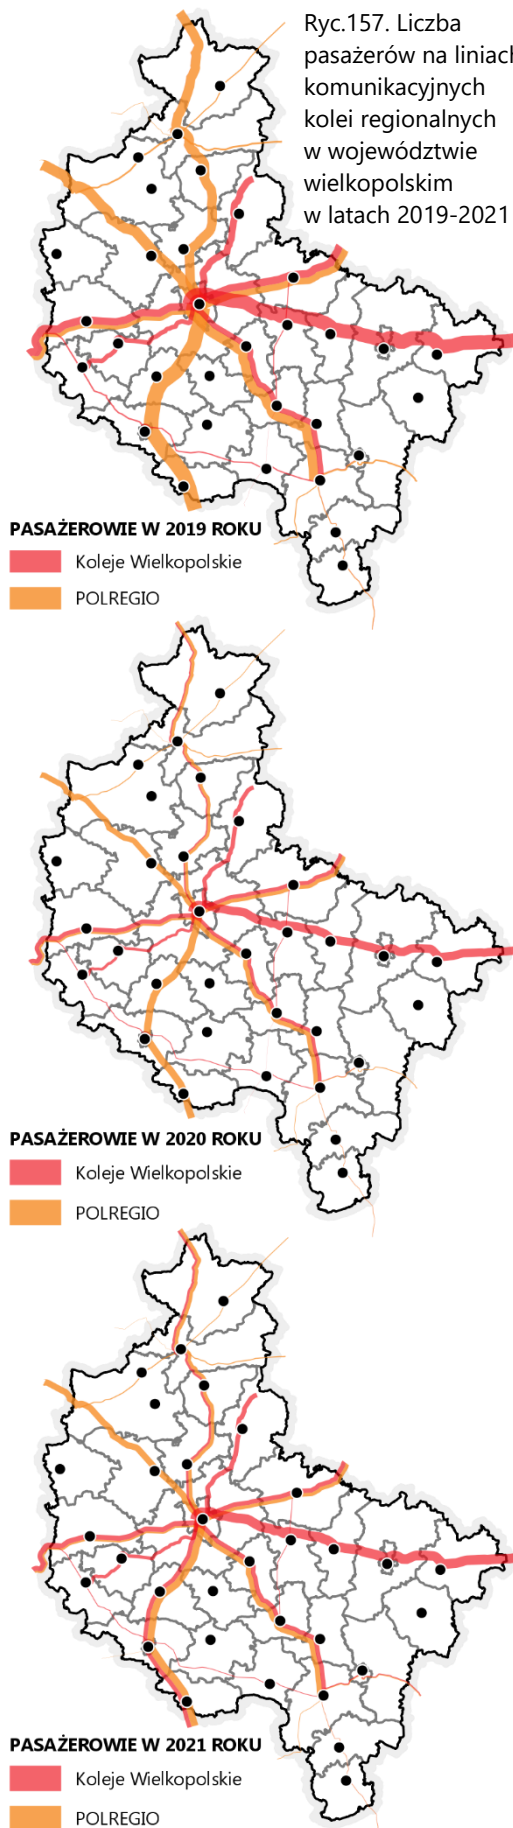 Ryc.157. Liczba
pasażerów na liniach
komunikacyjnych
kolei regionalnych
w województwie
wielkopolskim
w latach 2019-2021
PASAŻEROWIE W 2019 ROKU
Koleje Wielkopolskie
POLREGIO
PASAŻEROWIE W 2020 ROKU
Koleje Wielkopolskie
POLREGIO
PASAŻEROWIE W 2021 ROKU
Koleje Wielkopolskie
POLREGIO